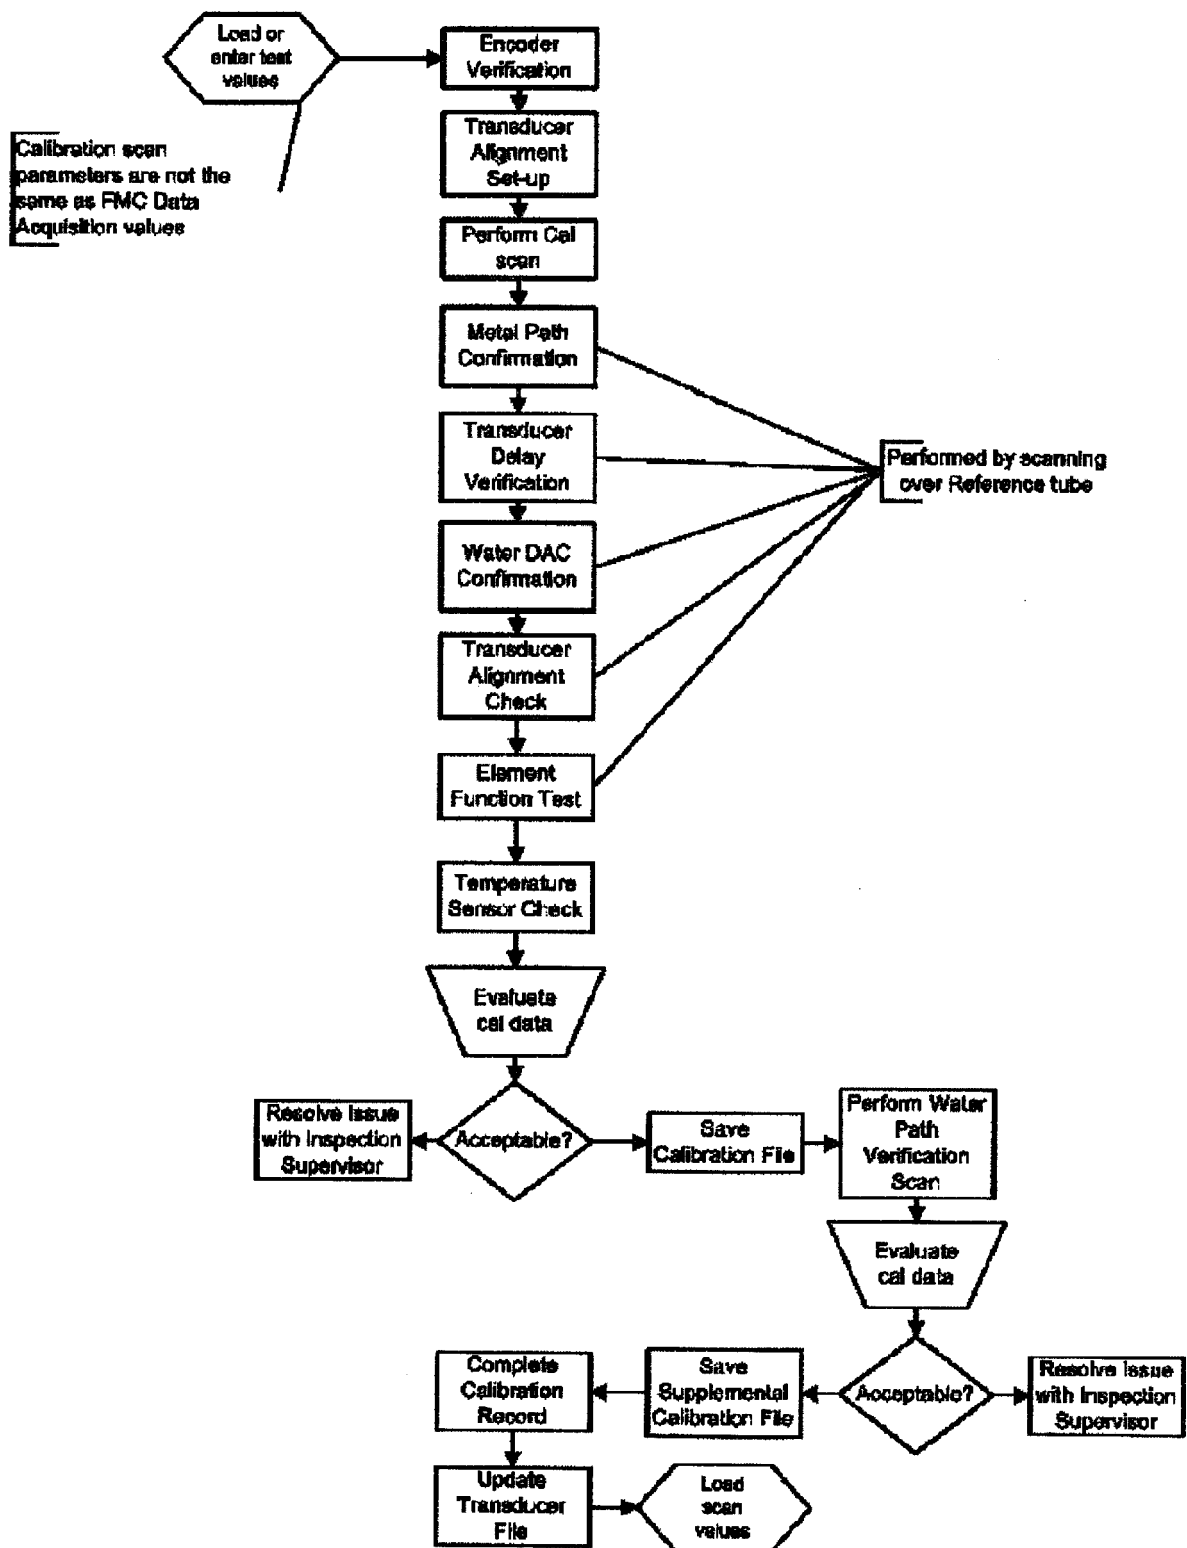 Load or
enter test
values
Encoder
Verification
Calibration scan
parameters are not the
same as FMC Data
Acquisition values
Transducer
Alignment
Set-up
Perform Cal
scan
Metal Path
Confirmation
Transducer
Delay
Verification
Performed by scanning
over Reference tube
Water DAC
Confirmation
Transducer
Alignment
Check
Element
Function Test
Temperature
Sensor Check
Evaluate
cal data
Resolve Issue
with Inspection
Supervisor
Acceptable?
Save
Calibration File
Perform Water
Path
Verification
Scan
Evaluate
cal data
Complete
Calibration
Record
Save
Supplemental
Calibration File
Acceptable?
Resolve Issue
with Inspection
Supervisor
Update
Transducer
File
Load
scan
values